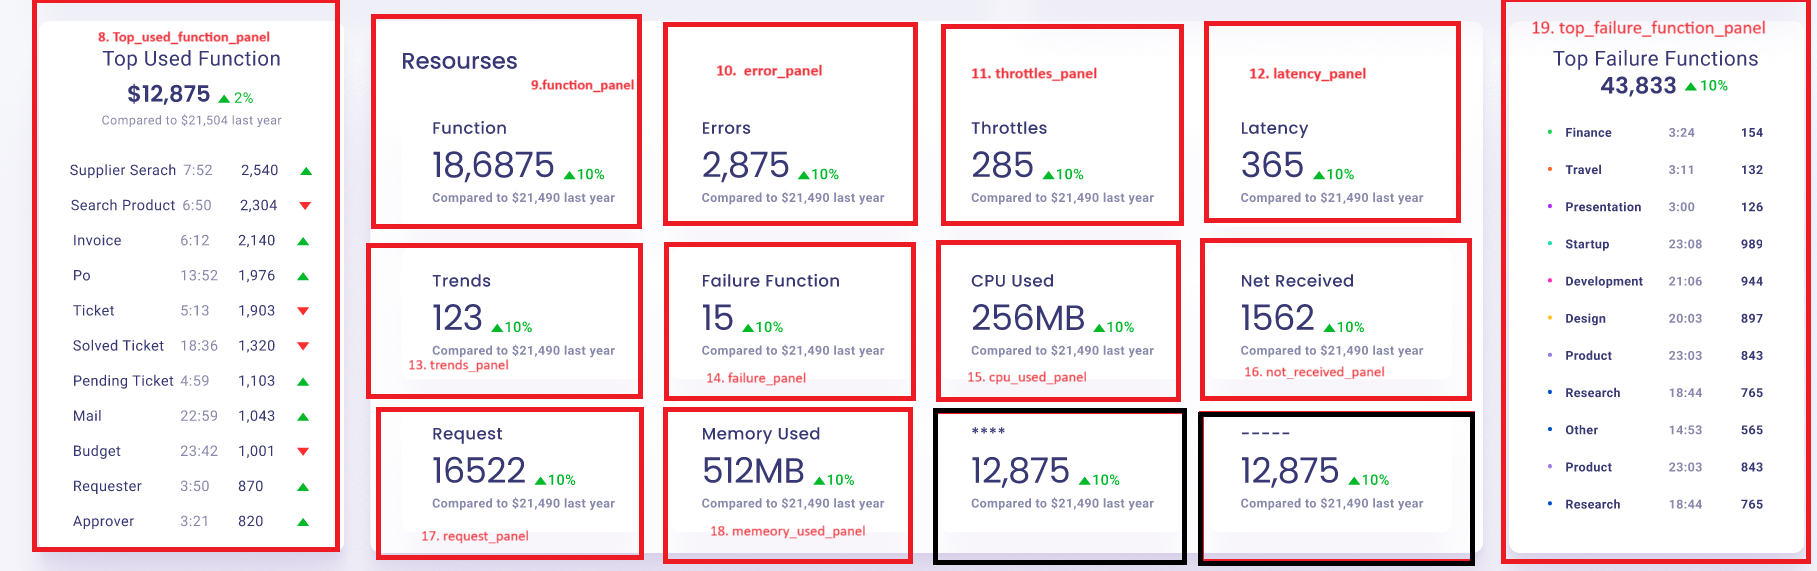 8. Top_used_function_panel
Top Used Function
$12,875 ▲ 2%
Compared to $21,504 last year
Supplier Serach 7:52 2,540 ▲
Search Product 6:50 2,304 ▼
Invoice 6:12 2,140 ▲
Po 13:52 1,976 ▲
Ticket 5:13 1,903 ▼
Solved Ticket 18:36 1,320 ▼
Pending Ticket 4:59 1,103 ▲
Mail 22:59 1,043 ▲
Budget 23:42 1,001 ▼
Requester 3:50 870 ▲
Approver 3:21 820 ▲
Resourses
9.function_panel
Function
18,6875 ▲10%
Compared to $21,490 last year
10. error_panel
Errors
2,875 ▲10%
Compared to $21,490 last year
11. throttles_panel
Throttles
285 ▲10%
Compared to $21,490 last year
12. latency_panel
Latency
365 ▲10%
Compared to $21,490 last year
Trends
123 ▲10%
Compared to $21,490 last year
13. trends_panel
Failure Function
15 ▲10%
Compared to $21,490 last year
14. failure_panel
CPU Used
256MB ▲10%
Compared to $21,490 last year
15. cpu_used_panel
Net Received
1562 ▲10%
Compared to $21,490 last year
16. not_received_panel
Request
16522 ▲10%
Compared to $21,490 last year
17. request_panel
Memory Used
512MB ▲10%
Compared to $21,490 last year
18. memeory_used_panel
****
12,875 ▲10%
Compared to $21,490 last year
-----
12,875 ▲10%
Compared to $21,490 last year
19. top_failure_function_panel
Top Failure Functions
43,833 ▲10%
Finance 3:24 154
Travel 3:11 132
Presentation 3:00 126
Startup 23:08 989
Development 21:06 944
Design 20:03 897
Product 23:03 843
Research 18:44 765
Other 14:53 565
Product 23:03 843
Research 18:44 765